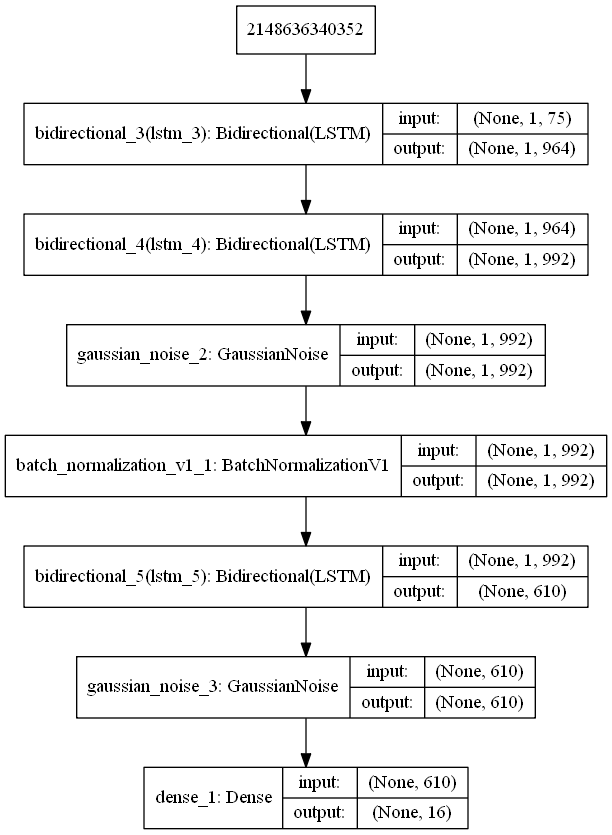 2148636340352
bidirectional_3(lstm_3): Bidirectional(LSTM)
input: (None, 1, 75)
output: (None, 1, 964)
bidirectional_4(lstm_4): Bidirectional(LSTM)
input: (None, 1, 964)
output: (None, 1, 992)
gaussian_noise_2: GaussianNoise
input: (None, 1, 992)
output: (None, 1, 992)
batch_normalization_v1_1: BatchNormalizationV1
input: (None, 1, 992)
output: (None, 1, 992)
bidirectional_5(lstm_5): Bidirectional(LSTM)
input: (None, 1, 992)
output: (None, 610)
gaussian_noise_3: GaussianNoise
input: (None, 610)
output: (None, 610)
dense_1: Dense
input: (None, 610)
output: (None, 16)